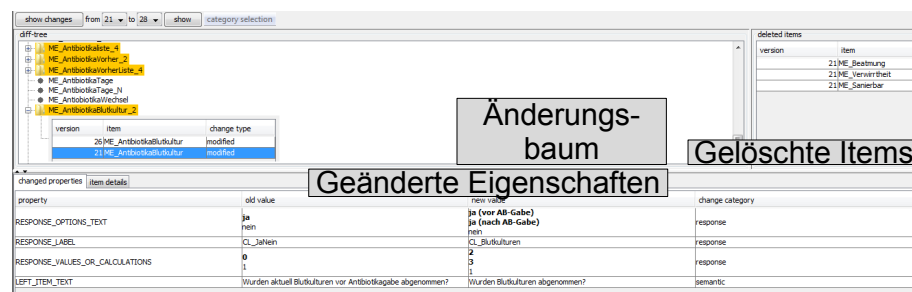 show changes from 21 to 28 show category selection
diff-tree
deleted items
ME_Antibiotikaliste_4
ME_AntibiotikaVorher_2
ME_AntibiotikaVorherListe_4
ME_AntibiotikaTage
ME_AntibiotikaTage_N
ME_AntibiotikaWechsel
ME_AntibiotikaBlutkultur_2
version item change type
26 ME_AntibiotikaBlutkultur modified
21 ME_AntibiotikaBlutkultur modified
version item
21 ME_Beatmung
21 ME_Verwirrtheit
21 ME_Sanierbar
Änderungs-
baum
Gelöschte Items
Geänderte Eigenschaften
changed properties item details
property old value new value change category
RESPONSE_OPTIONS_TEXT
ja
nein
ja (vor AB-Gabe)
ja (nach AB-Gabe)
nein
response
RESPONSE_LABEL CL_JaNein CL_Blutkulturen response
RESPONSE_VALUES_OR_CALCULATIONS
0
1
2
3
1
response
LEFT_ITEM_TEXT Wurden aktuell Blutkulturen vor Antibiotikagabe abgenommen? Wurden Blutkulturen abgenommen? semantic